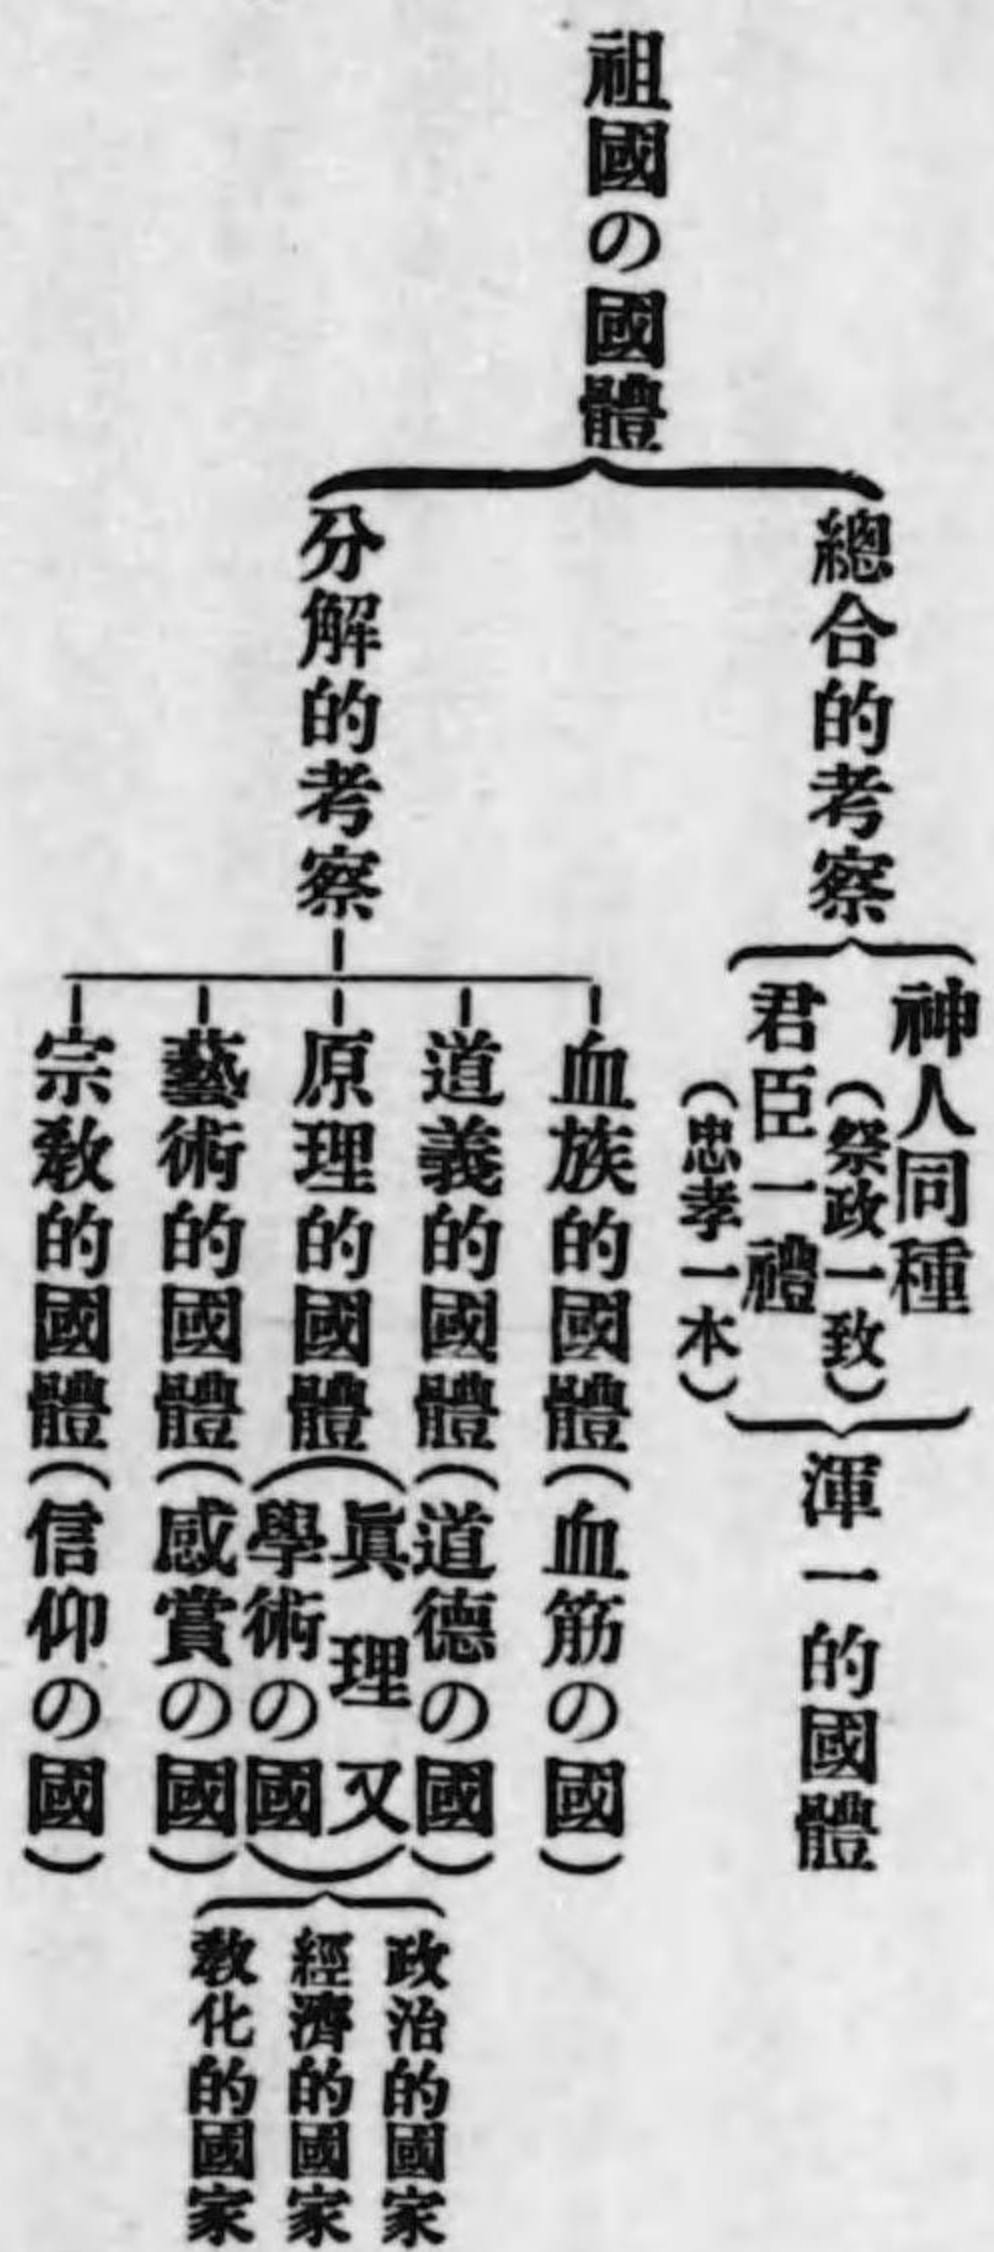 祖國の國體
總合的考察
神人同種
(祭政一致)
君臣一禮
(忠孝一本)
渾一的國體
分解的考察
血族的國體(血筋の國)
道義的國體(道德の國)
原理的國體(眞理又
學術の國)
政治的國家
經濟的國家
敎化的國家
藝術的國體(感賞の國)
宗敎的國體(信仰の國)